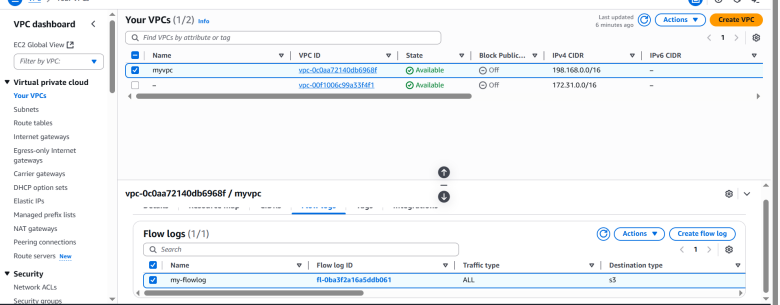 VPC dashboard
EC2 Global View
Filter by VPC:
Virtual private cloud
Your VPCs
Subnets
Route tables
Internet gateways
Egress-only Internet
gateways
Carrier gateways
DHCP option sets
Elastic IPs
Managed prefix lists
NAT gateways
Peering connections
Route servers New
Security
Network ACLs
Security groups
Your VPCs (1/2) Info
Last updated
6 minutes ago
Actions
Create VPC
Find VPCs by attribute or tag
1
Name VPC ID State Block Public... IPv4 CIDR IPv6 CIDR
myvpc vpc-0c0aa72140db6968f Available Off 198.168.0.0/16 –
– vpc-00f1006c99a33f4f1 Available Off 172.31.0.0/16 –
vpc-0c0aa72140db6968f / myvpc
Flow logs (1/1)
Actions
Create flow log
Search
1
Name Flow log ID Traffic type Destination type
my-flowlog fl-0ba3f2a16a5ddb061 ALL s3